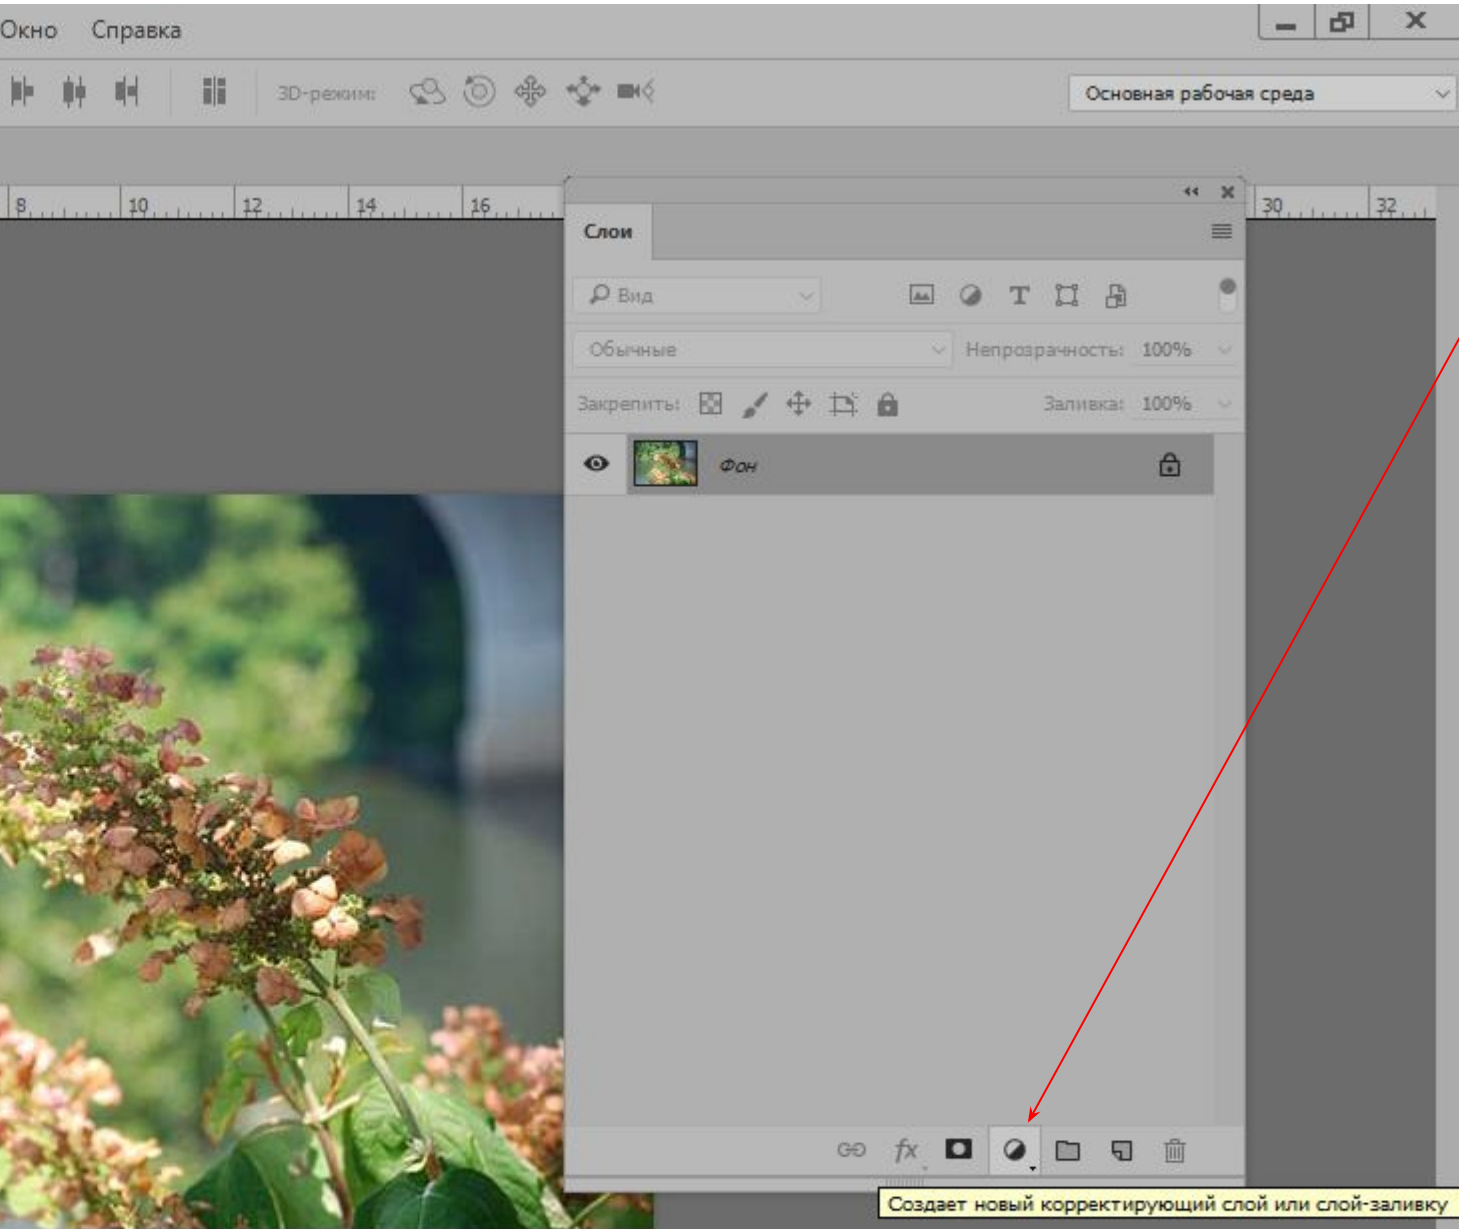 Окно Справка
3D-режим:
Основная рабочая среда
8 10 12 14 16 30 32
Слои
Вид
T
Обычные Непрозрачность: 100%
Закрепить: Заливка: 100%
Фон
fx
Создает новый корректирующий слой или слой-заливку